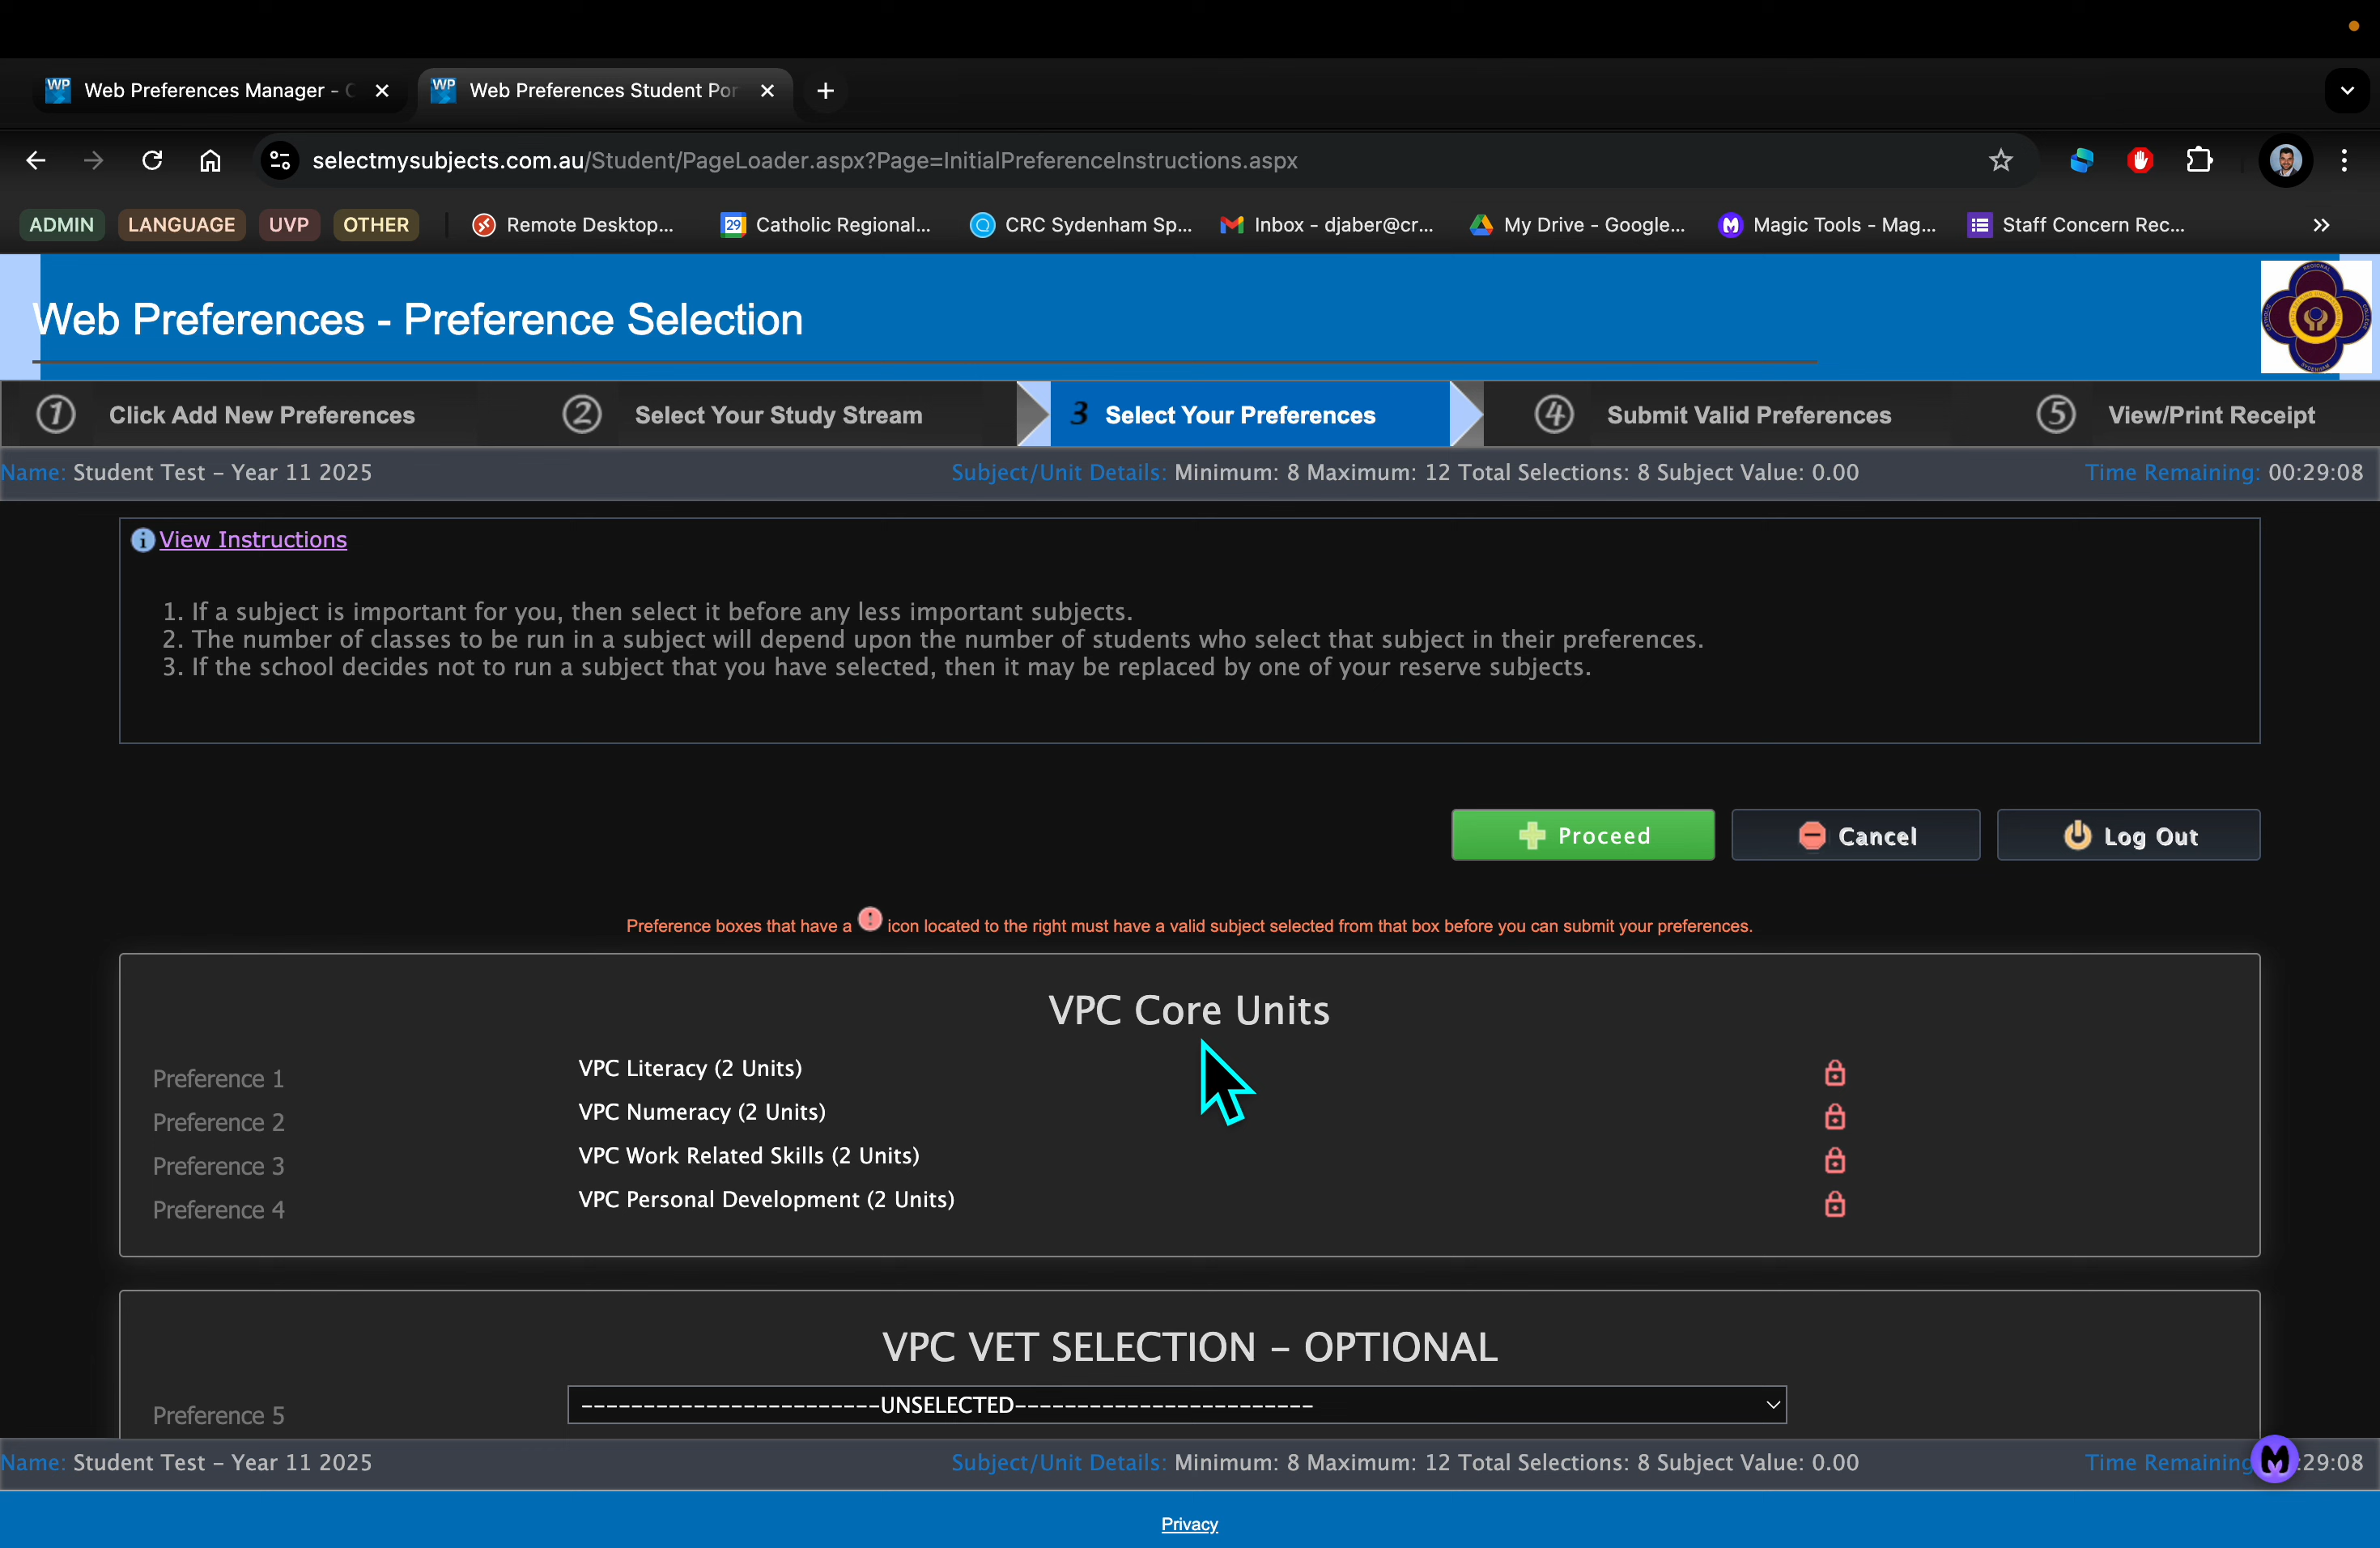 Web Preferences Manager - C
Web Preferences Student Por
selectmysubjects.com.au/Student/PageLoader.aspx?Page=InitialPreferenceInstructions.aspx
ADMIN LANGUAGE UVP OTHER Remote Desktop... Catholic Regional... CRC Sydenham Sp... Inbox - djaber@cr... My Drive - Google... Magic Tools - Mag... Staff Concern Rec...
Web Preferences - Preference Selection
1 Click Add New Preferences 2 Select Your Study Stream 3 Select Your Preferences 4 Submit Valid Preferences 5 View/Print Receipt
Name: Student Test – Year 11 2025 Subject/Unit Details: Minimum: 8 Maximum: 12 Total Selections: 8 Subject Value: 0.00 Time Remaining: 00:29:08
View Instructions
1. If a subject is important for you, then select it before any less important subjects.
2. The number of classes to be run in a subject will depend upon the number of students who select that subject in their preferences.
3. If the school decides not to run a subject that you have selected, then it may be replaced by one of your reserve subjects.
Proceed Cancel Log Out
Preference boxes that have a icon located to the right must have a valid subject selected from that box before you can submit your preferences.
VPC Core Units
Preference 1 VPC Literacy (2 Units)
Preference 2 VPC Numeracy (2 Units)
Preference 3 VPC Work Related Skills (2 Units)
Preference 4 VPC Personal Development (2 Units)
VPC VET SELECTION – OPTIONAL
Preference 5 ------------------------UNSELECTED------------------------
Name: Student Test – Year 11 2025 Subject/Unit Details: Minimum: 8 Maximum: 12 Total Selections: 8 Subject Value: 0.00 Time Remaining :29:08
Privacy